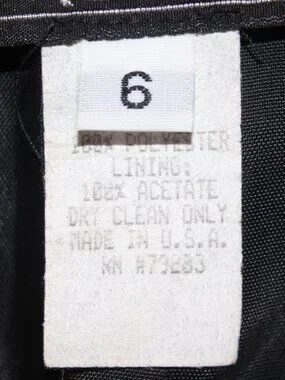 6
100% POLYESTER
LINING:
100% ACETATE
DRY CLEAN ONLY
MADE IN U.S.A.
RN #79283